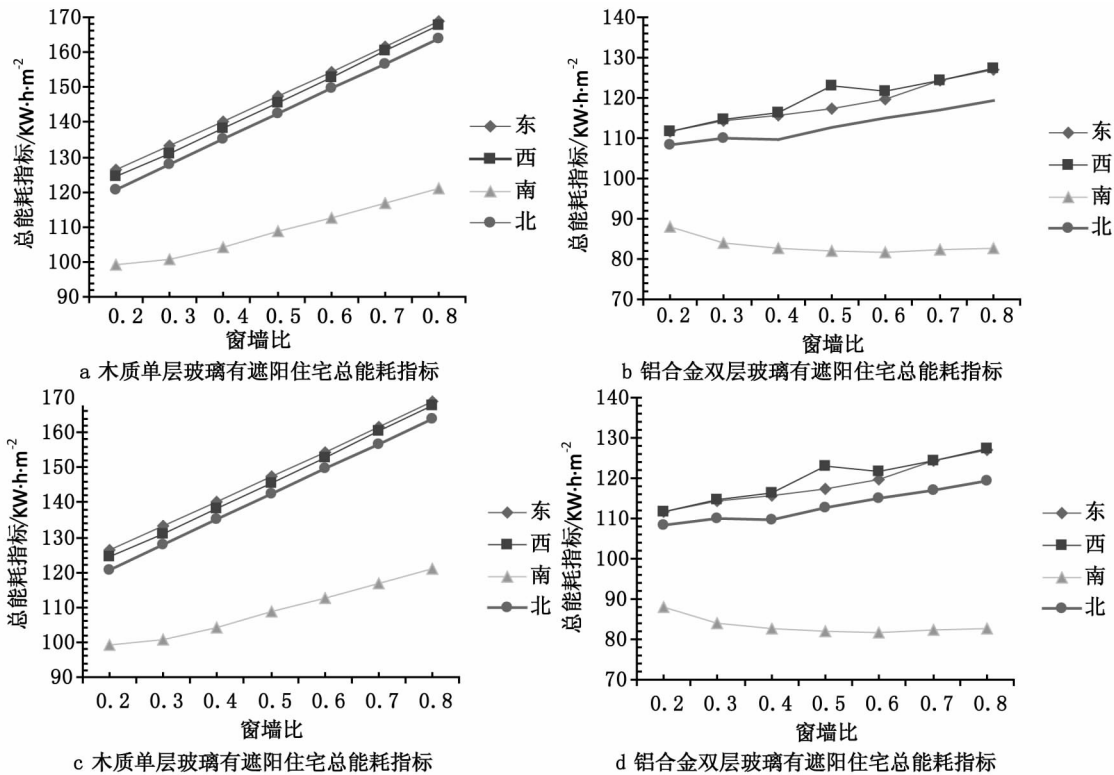 170
160
150
140
130
120
110
100
90
总能耗指标/KW·h·m⁻²
0.2 0.3 0.4 0.5 0.6 0.7 0.8
窗墙比
东
西
南
北
a 木质单层玻璃有遮阳住宅总能耗指标
140
130
120
110
100
90
80
70
总能耗指标/KW·h·m⁻²
0.2 0.3 0.4 0.5 0.6 0.7 0.8
窗墙比
东
西
南
北
b 铝合金双层玻璃有遮阳住宅总能耗指标
170
160
150
140
130
120
110
100
90
总能耗指标/KW·h·m⁻²
0.2 0.3 0.4 0.5 0.6 0.7 0.8
窗墙比
东
西
南
北
c 木质单层玻璃有遮阳住宅总能耗指标
140
130
120
110
100
90
80
70
总能耗指标/KW·h·m⁻²
0.2 0.3 0.4 0.5 0.6 0.7 0.8
窗墙比
东
西
南
北
d 铝合金双层玻璃有遮阳住宅总能耗指标